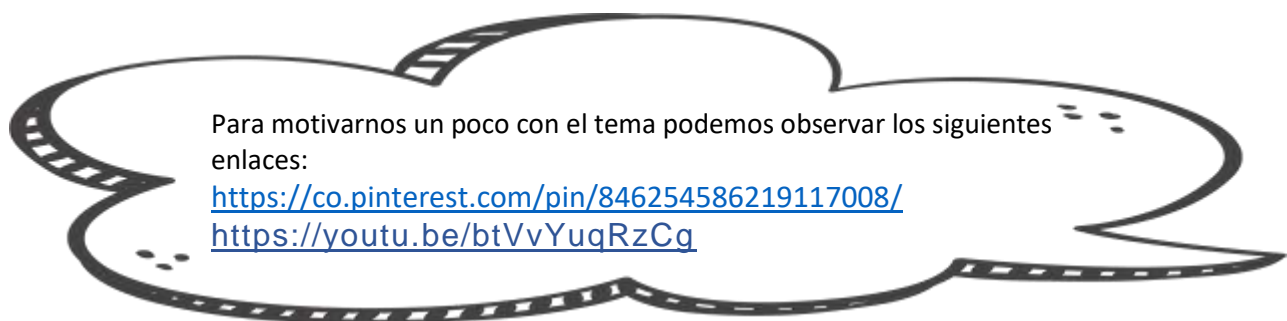 Para motivarnos un poco con el tema podemos observar los siguientes
enlaces:
https://co.pinterest.com/pin/846254586219117008/
https://youtu.be/btVvYuqRzCg